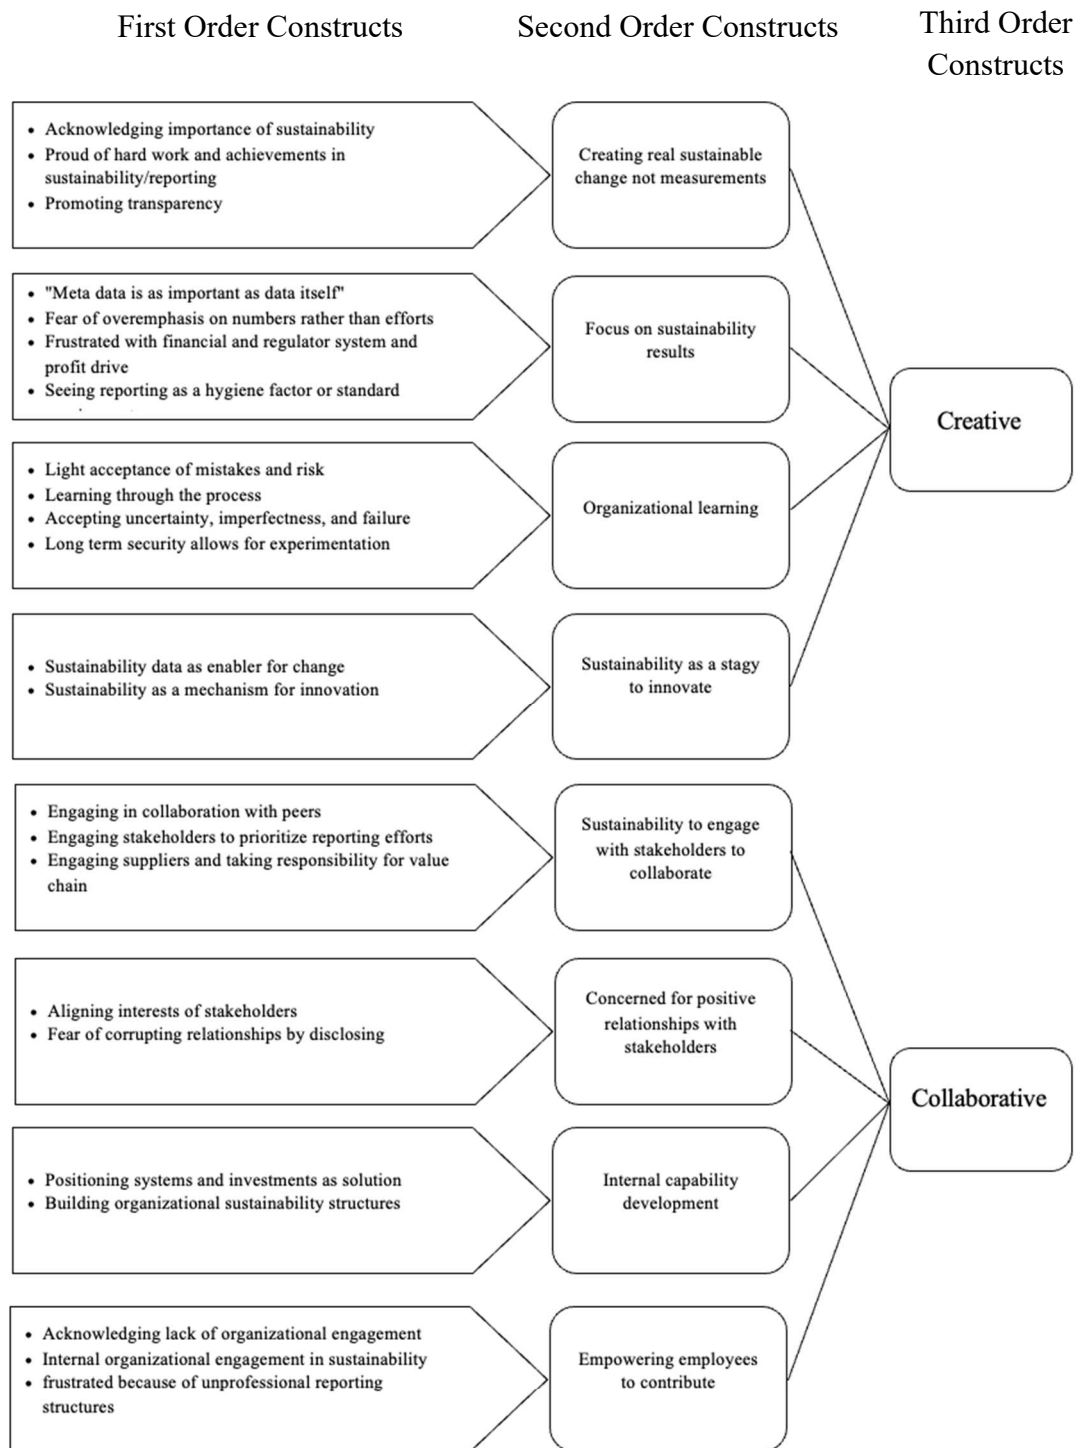 First Order Constructs
Second Order Constructs
Third Order
Constructs
• Acknowledging importance of sustainability
• Proud of hard work and achievements in
sustainability/reporting
• Promoting transparency
Creating real sustainable
change not measurements
• "Meta data is as important as data itself"
• Fear of overemphasis on numbers rather than efforts
• Frustrated with financial and regulator system and
profit drive
• Seeing reporting as a hygiene factor or standard
Focus on sustainability
results
• Light acceptance of mistakes and risk
• Learning through the process
• Accepting uncertainty, imperfectness, and failure
• Long term security allows for experimentation
Organizational learning
• Sustainability data as enabler for change
• Sustainability as a mechanism for innovation
Sustainability as a stagy
to innovate
Creative
• Engaging in collaboration with peers
• Engaging stakeholders to prioritize reporting efforts
• Engaging suppliers and taking responsibility for value
chain
Sustainability to engage
with stakeholders to
collaborate
• Aligning interests of stakeholders
• Fear of corrupting relationships by disclosing
Concerned for positive
relationships with
stakeholders
• Positioning systems and investments as solution
• Building organizational sustainability structures
Internal capability
development
• Acknowledging lack of organizational engagement
• Internal organizational engagement in sustainability
• frustrated because of unprofessional reporting
structures
Empowering employees
to contribute
Collaborative